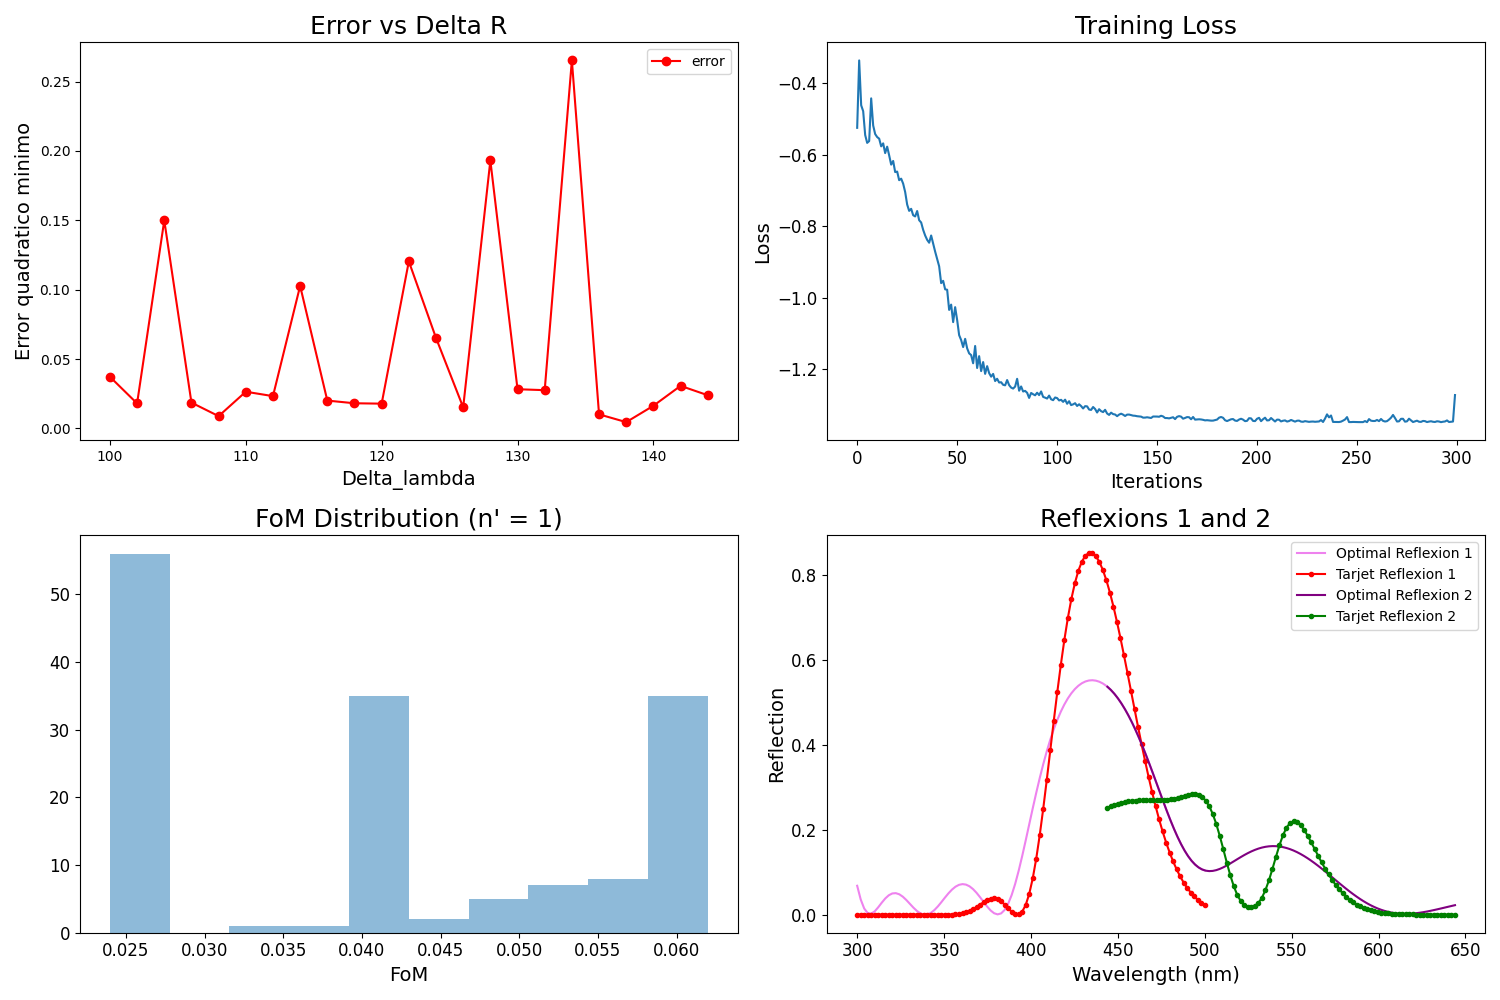 Error vs Delta R
error
Error quadratico minimo
0.25
0.20
0.15
0.10
0.05
0.00
100 110 120 130 140
Delta_lambda
Training Loss
Loss
−0.4
−0.6
−0.8
−1.0
−1.2
0 50 100 150 200 250 300
Iterations
FoM Distribution (n' = 1)
50
40
30
20
10
0
0.025 0.030 0.035 0.040 0.045 0.050 0.055 0.060
FoM
Reflexions 1 and 2
Optimal Reflexion 1
Tarjet Reflexion 1
Optimal Reflexion 2
Tarjet Reflexion 2
Reflection
0.8
0.6
0.4
0.2
0.0
300 350 400 450 500 550 600 650
Wavelength (nm)